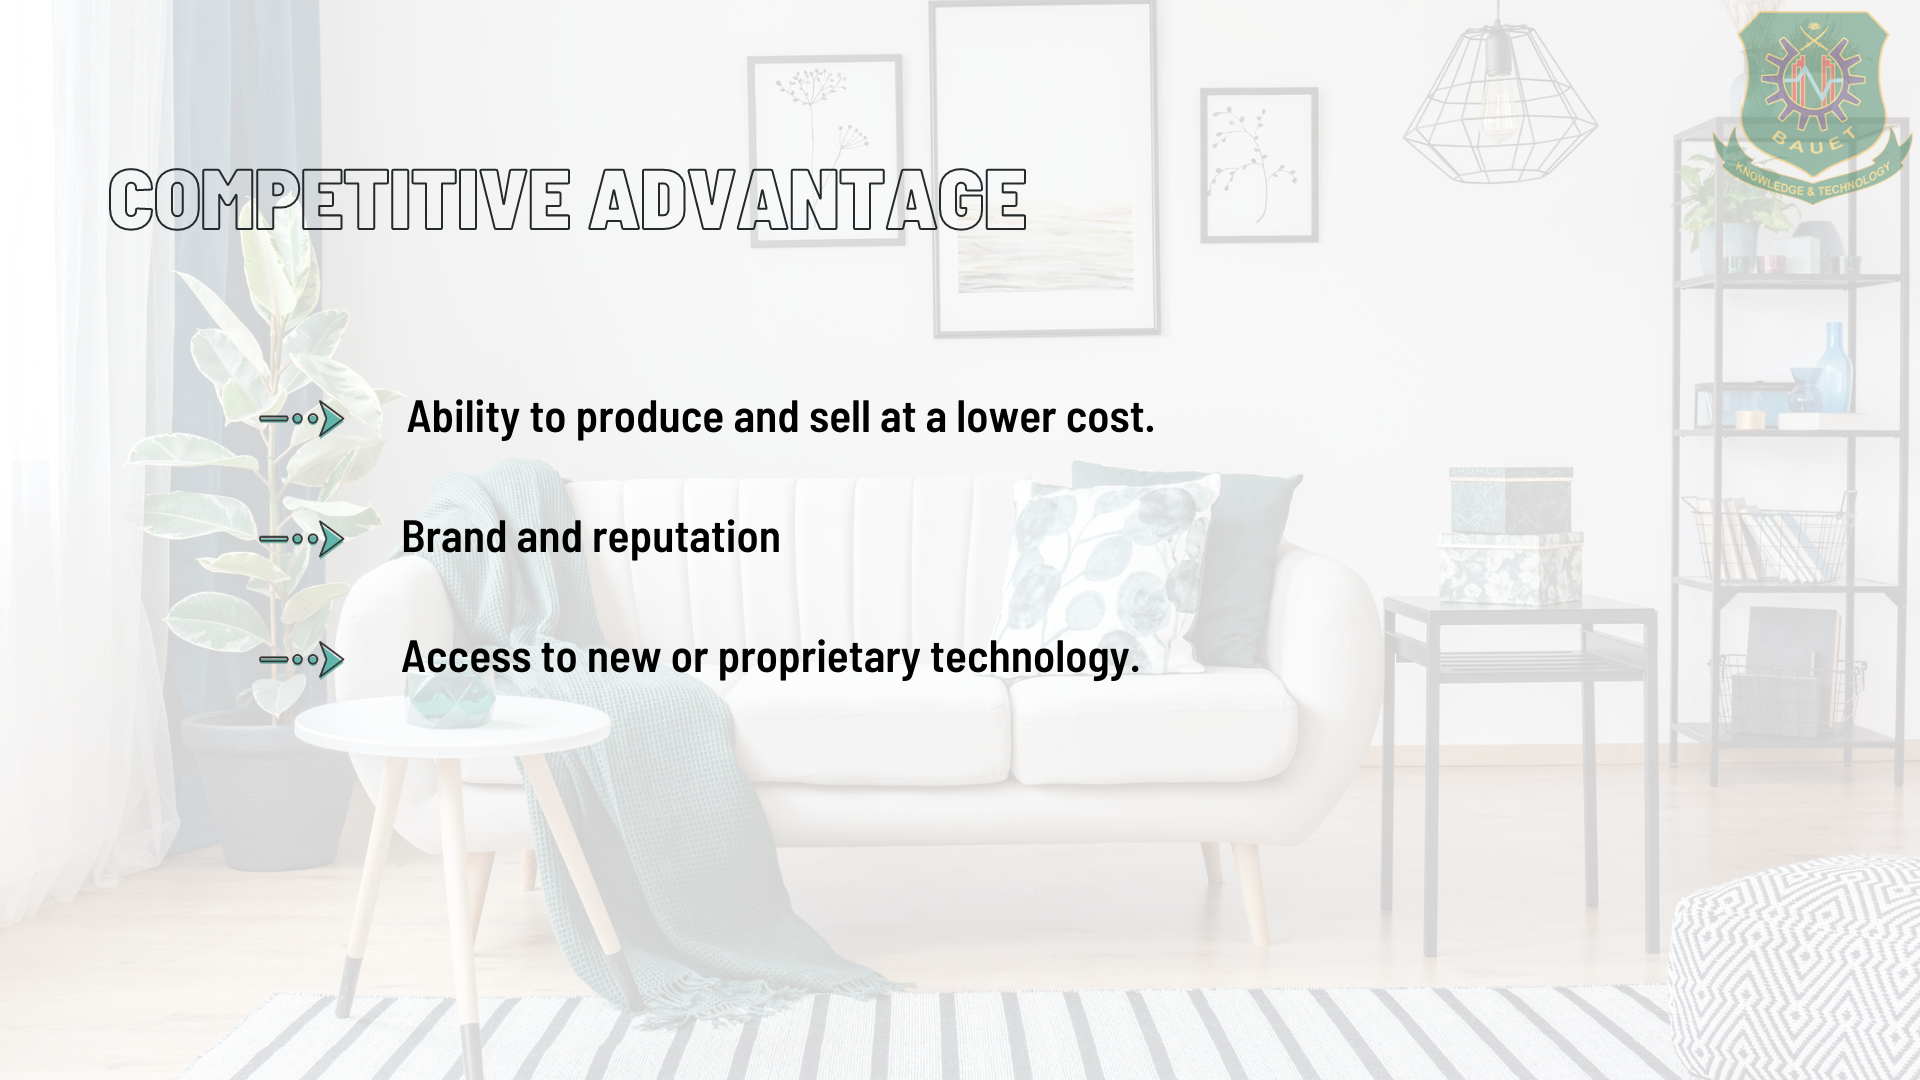 COMPETITIVE ADVANTAGE
Ability to produce and sell at a lower cost.
Brand and reputation
Access to new or proprietary technology.
BAUET
KNOWLEDGE & TECHNOLOGY